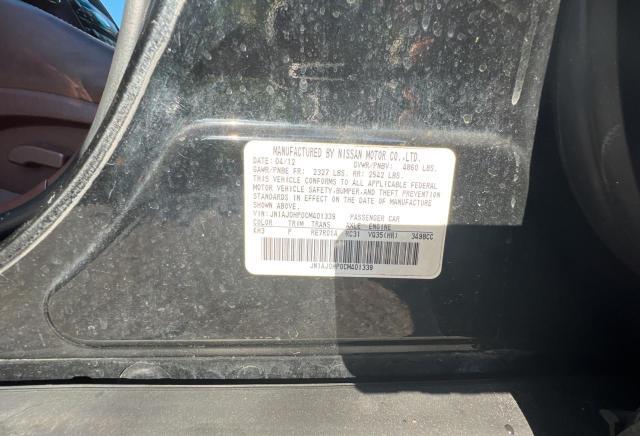 MANUFACTURED BY NISSAN MOTOR CO.,LTD.
DATE: 04/12 GVWR/PNBV: 4860 LBS.
GAWR/PNBE FR: 2327 LBS. RR: 2542 LBS.
THIS VEHICLE CONFORMS TO ALL APPLICABLE FEDERAL
MOTOR VEHICLE SAFETY,BUMPER,AND THEFT PREVENTION
STANDARDS IN EFFECT ON THE DATE OF MANUFACTURE
SHOWN ABOVE.
VIN: JN1AJ0HP0CM401339 PASSENGER CAR
COLOR TRIM TRANS AXLE ENGINE
KH3 P RE7R01A RC31 VQ35(HR) 3498CC
JN1AJ0HP0CM401339